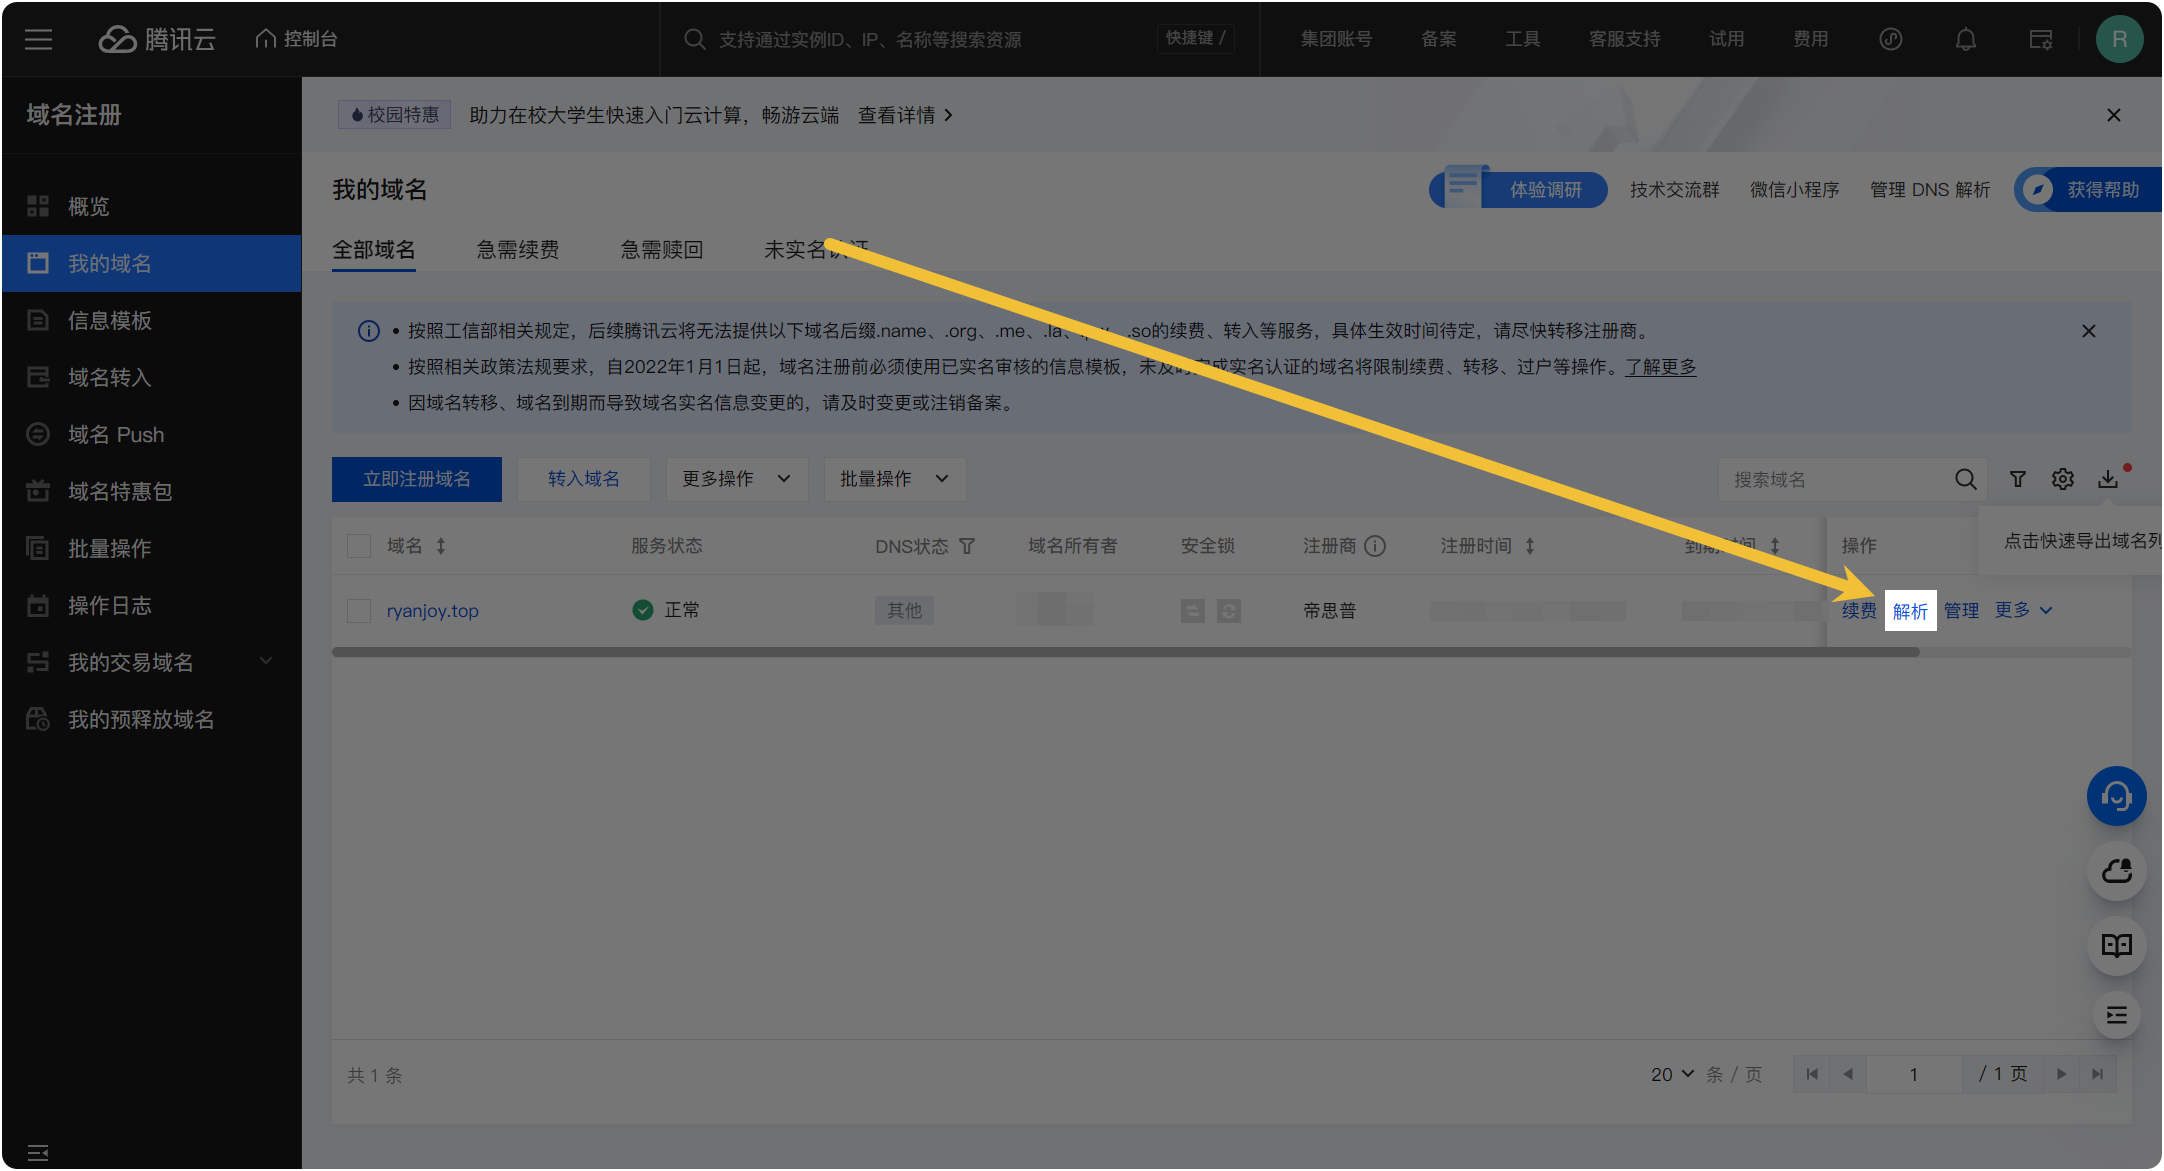 腾讯云
控制台
支持通过实例ID、IP、名称等搜索资源
快捷键 /
集团账号
备案
工具
客服支持
试用
费用
R
域名注册
概览
我的域名
信息模板
域名转入
域名 Push
域名特惠包
批量操作
操作日志
我的交易域名
我的预释放域名
校园特惠
助力在校大学生快速入门云计算，畅游云端 查看详情
我的域名
体验调研
技术交流群
微信小程序
管理 DNS 解析
获得帮助
全部域名
急需续费
急需赎回
未实名认证
按照工信部相关规定，后续腾讯云将无法提供以下域名后缀.name、.org、.me、.la、 .so的续费、转入等服务，具体生效时间待定，请尽快转移注册商。
按照相关政策法规要求，自2022年1月1日起，域名注册前必须使用已实名审核的信息模板，未及时完成实名认证的域名将限制续费、转移、过户等操作。了解更多
因域名转移、域名到期而导致域名实名信息变更的，请及时变更或注销备案。
立即注册域名
转入域名
更多操作
批量操作
搜索域名
点击快速导出域名列
域名
服务状态
DNS状态
域名所有者
安全锁
注册商
注册时间
到期时间
操作
ryanjoy.top
正常
其他
帝思普
续费
解析
管理
更多
共 1 条
20
条 / 页
1
/ 1 页